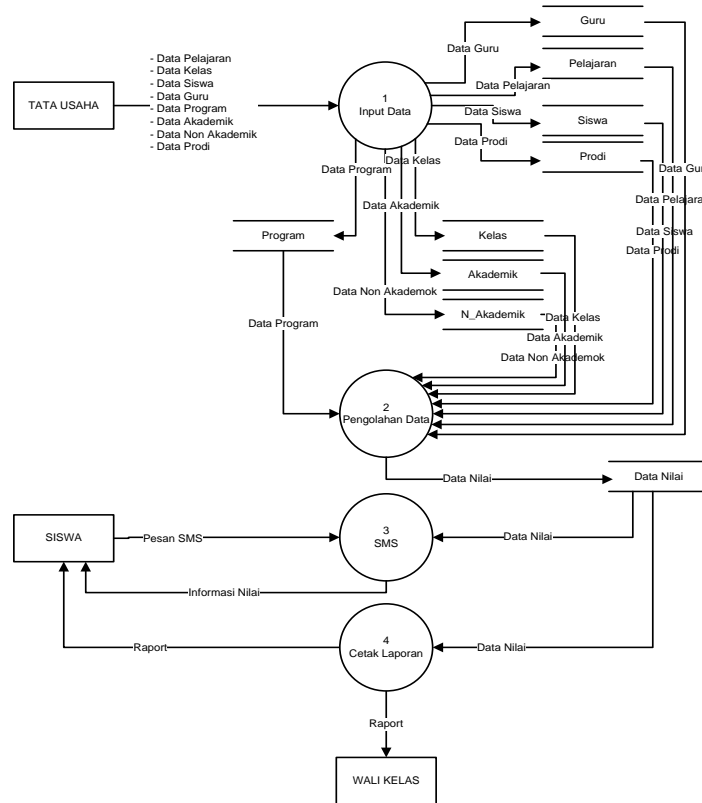 Guru
Data Guru
- Data Pelajaran
- Data Kelas
- Data Siswa
- Data Guru
- Data Program
- Data Akademik
- Data Non Akademik
- Data Prodi
Pelajaran
Data Pelajaran
TATA USAHA
1
Input Data
Data Siswa
Siswa
Data Prodi
Prodi
Data Kelas
Data Program
Data Guru
Data Pelajara
Data Akademik
Program
Kelas
Data Siswa
Data Prodi
Akademik
Data Non Akademok
N_Akademik
Data Kelas
Data Program
Data Akademik
Data Non Akademok
2
Pengolahan Data
Data Nilai
Data Nilai
SISWA
Pesan SMS
3
SMS
Data Nilai
Informasi Nilai
Raport
4
Cetak Laporan
Data Nilai
Raport
WALI KELAS